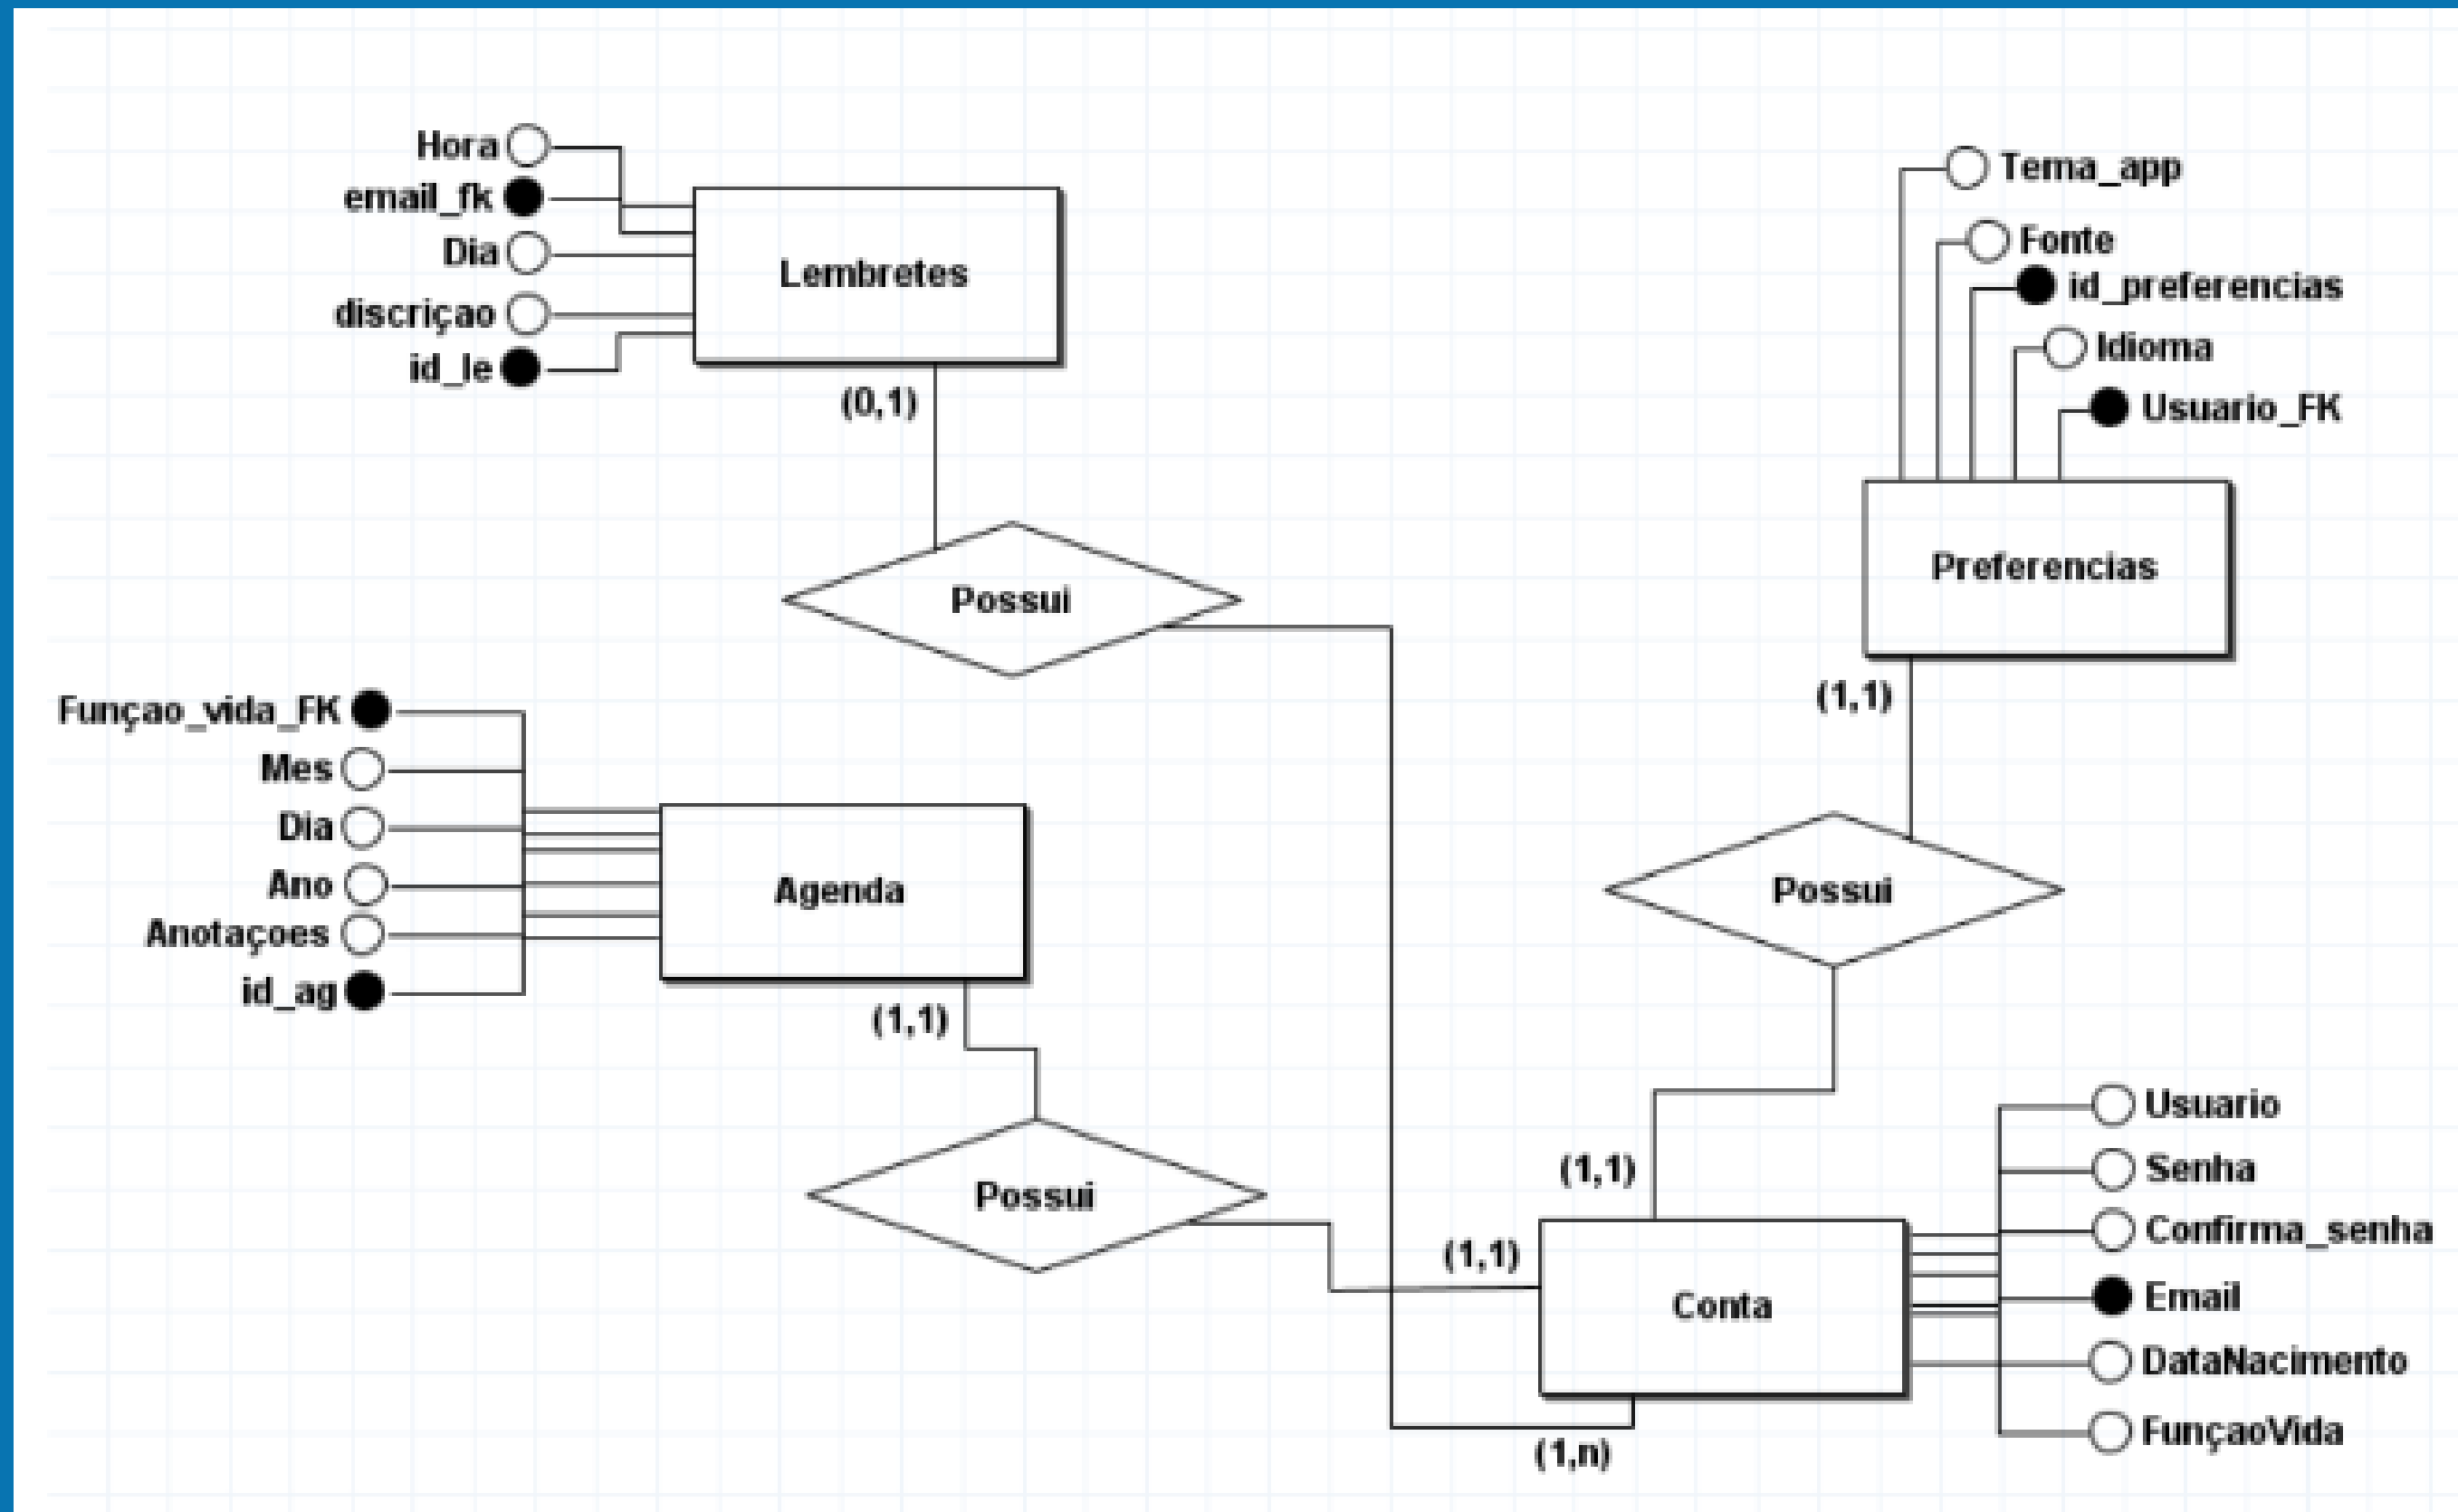 Hora
email_fk
Dia
discriçao
id_le
Lembretes
(0,1)
Possui
Tema_app
Fonte
id_preferencias
Idioma
Usuario_FK
Preferencias
(1,1)
Possui
(1,1)
Funçao_vida_FK
Mes
Dia
Ano
Anotaçoes
id_ag
Agenda
(1,1)
Possui
(1,1)
Conta
(1,n)
Usuario
Senha
Confirma_senha
Email
DataNacimento
FunçaoVida